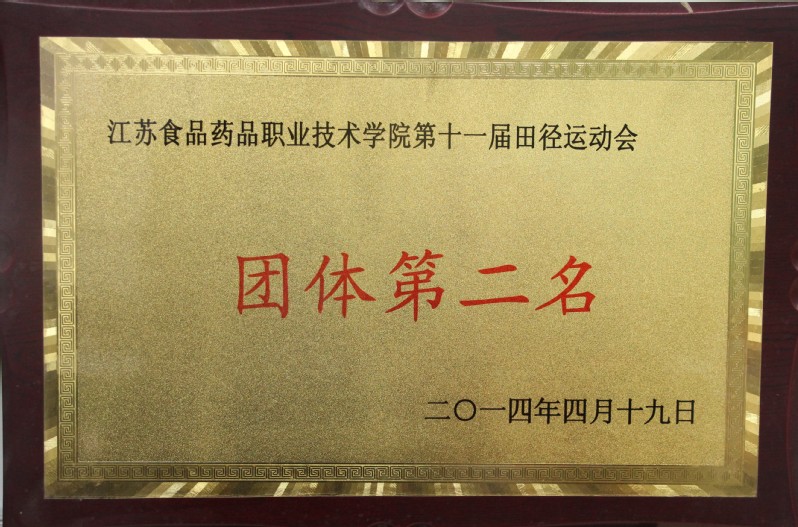 江苏食品药品职业技术学院第十一届田径运动会
团体第二名
二〇一四年四月十九日